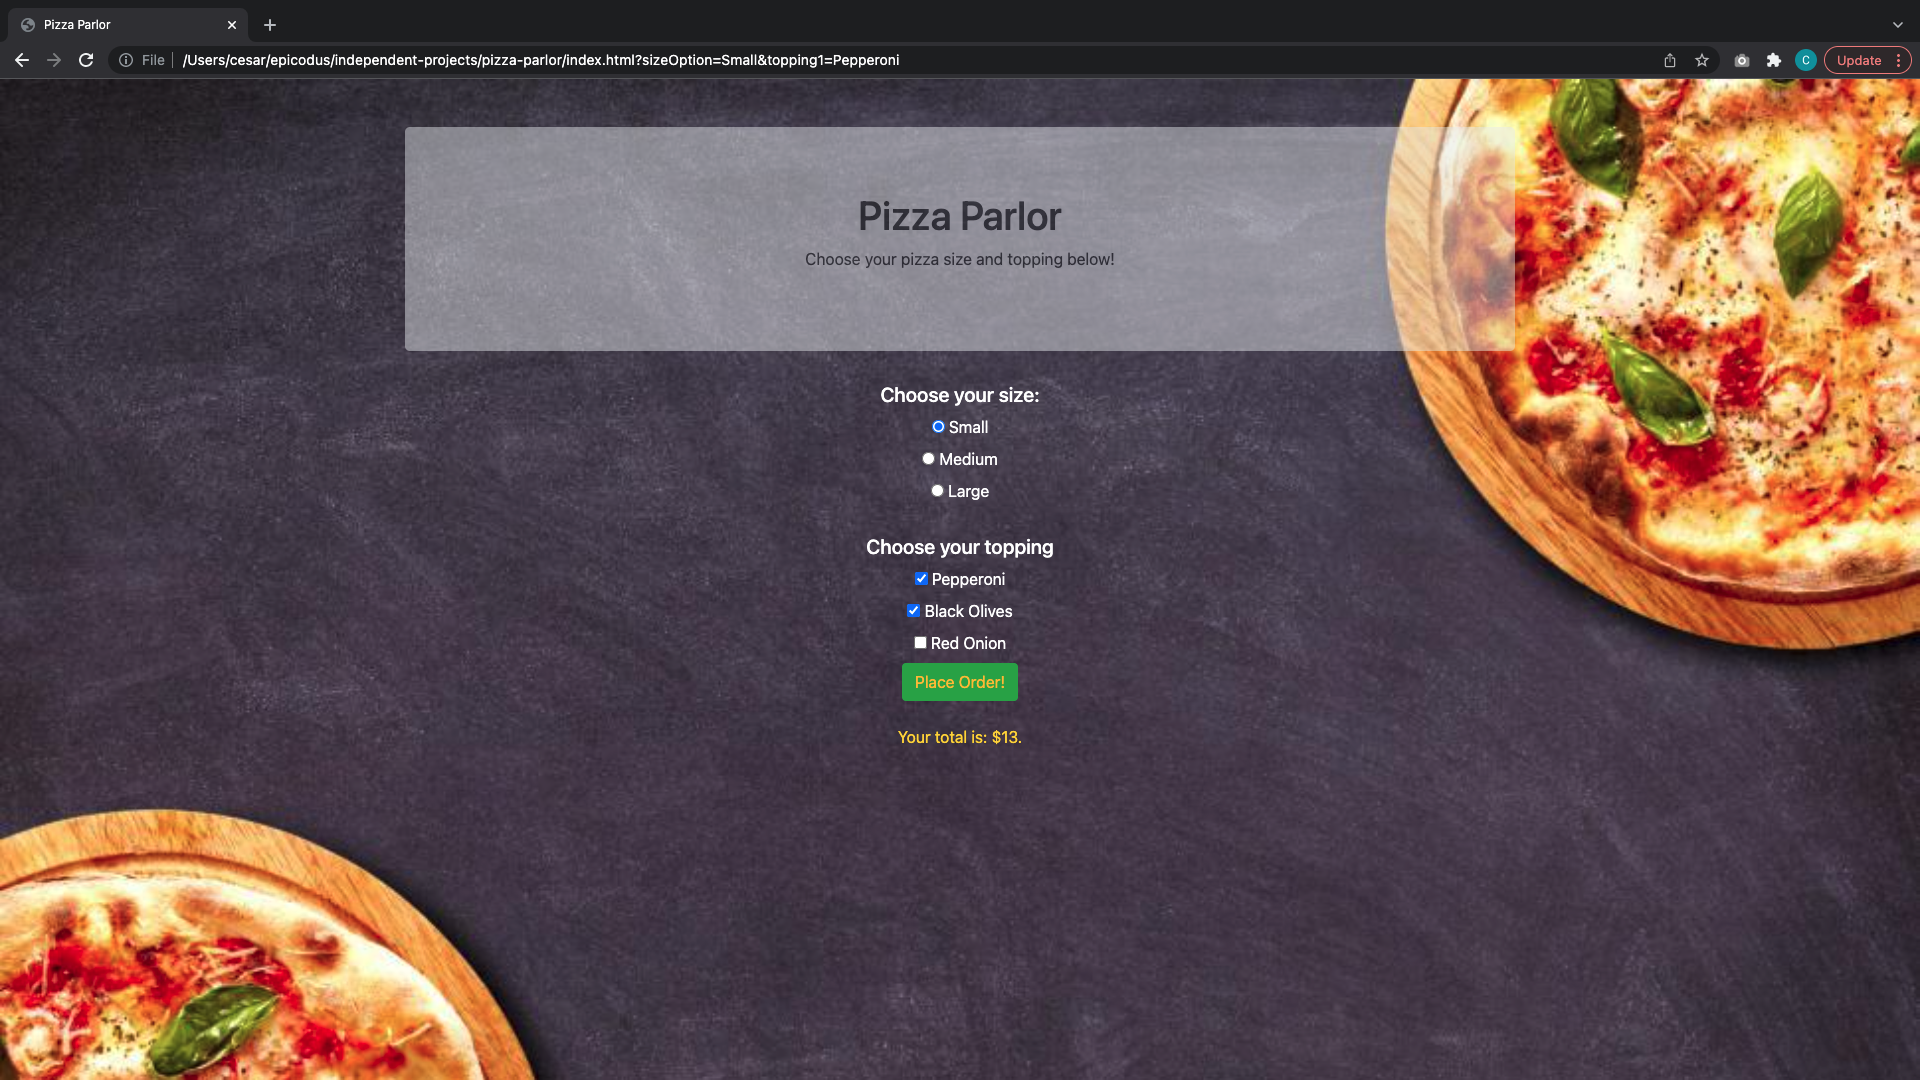 Pizza Parlor
File
/Users/cesar/epicodus/independent-projects/pizza-parlor/index.html?sizeOption=Small&topping1=Pepperoni
C
Update
Pizza Parlor
Choose your pizza size and topping below!
Choose your size:
Small
Medium
Large
Choose your topping
Pepperoni
Black Olives
Red Onion
Place Order!
Your total is: $13.